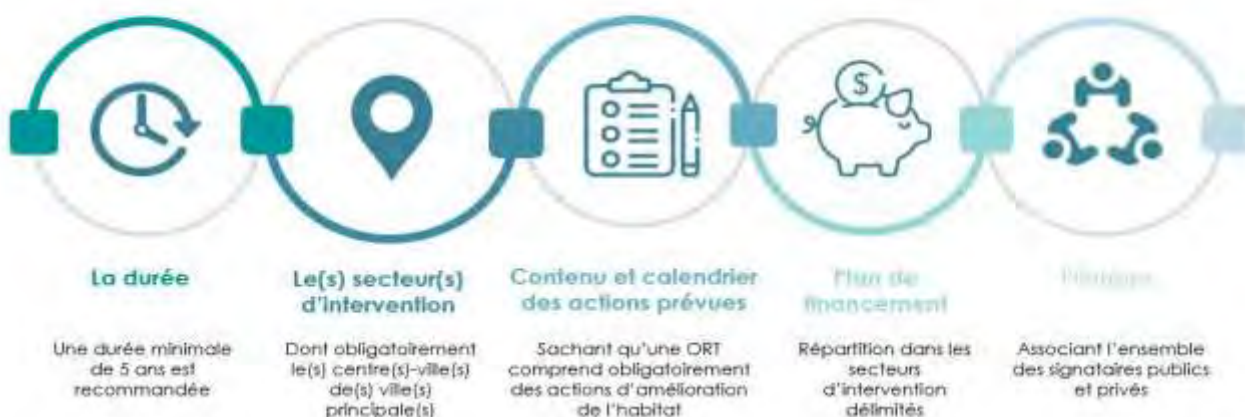 La durée
Une durée minimale
de 5 ans est
recommandée
Le(s) secteur(s)
d'intervention
Dont obligatoirement
le(s) centre(s)-ville(s)
de(s) ville(s)
principale(s)
Contenu et calendrier
des actions prévues
Sachant qu'une ORT
comprend obligatoirement
des actions d'amélioration
de l'habitat
Plan de
financement
Répartition dans les
secteurs
d'intervention
délimités
Associant l'ensemble
des signataires publics
et privés